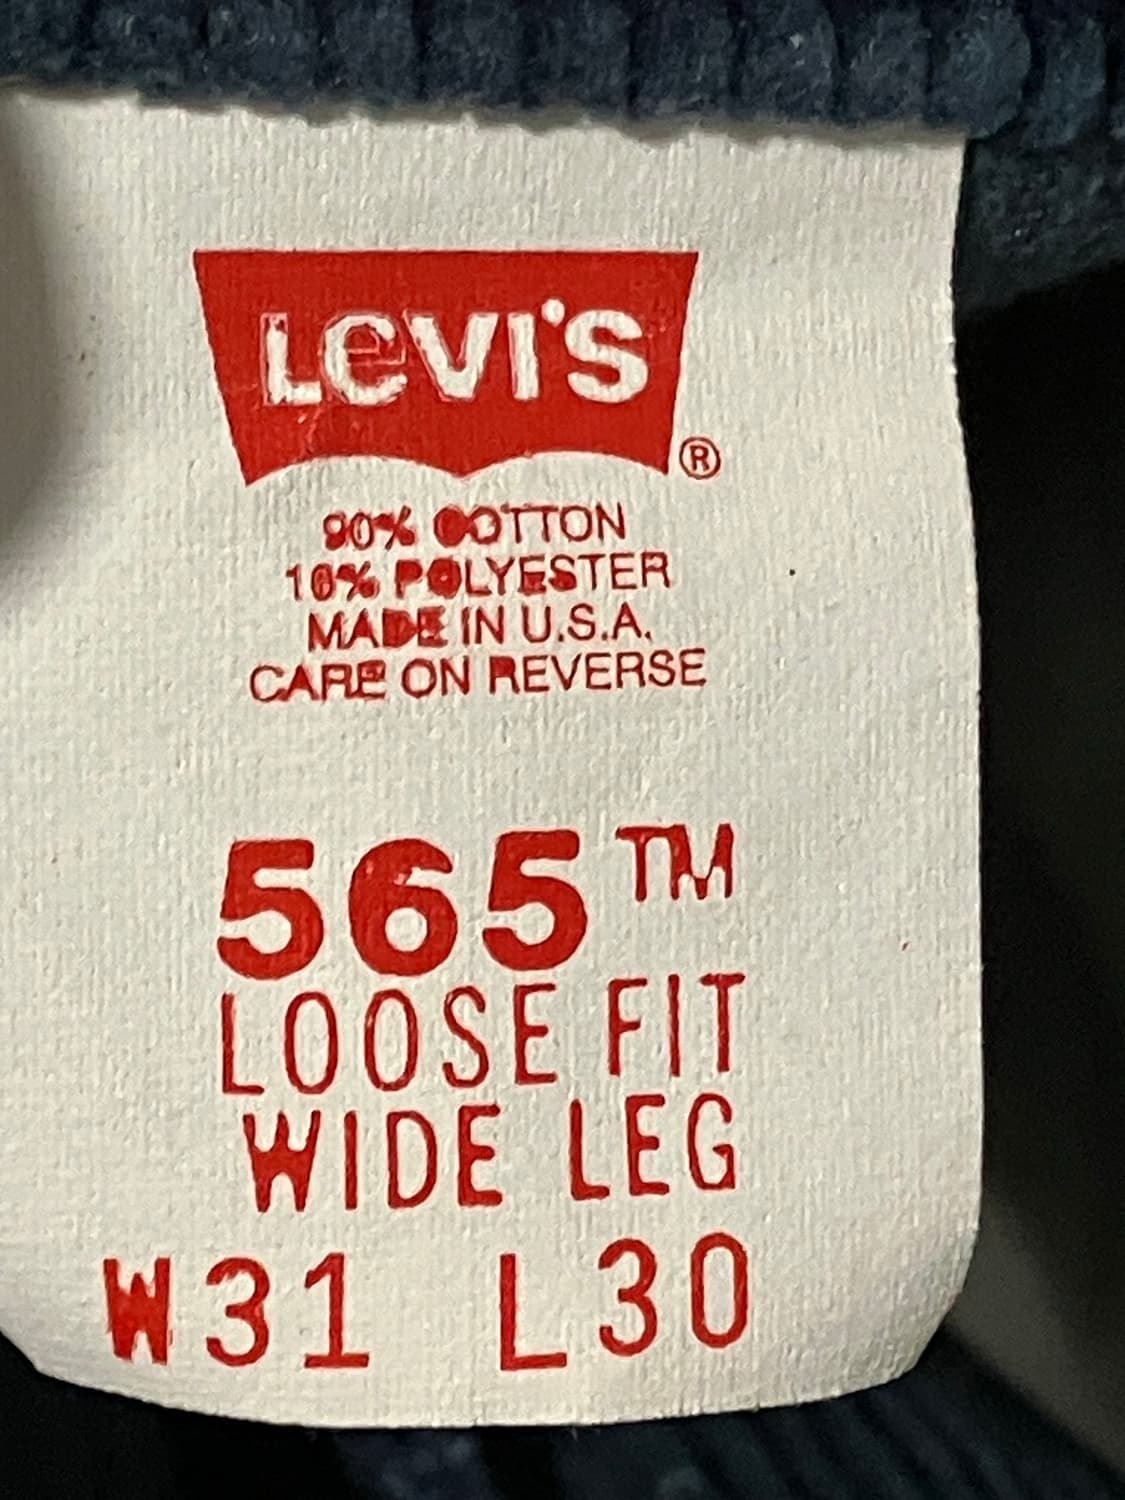 LEVI'S
®
90% COTTON
10% POLYESTER
MADE IN U.S.A.
CARE ON REVERSE
565™
LOOSE FIT
WIDE LEG
W31 L30